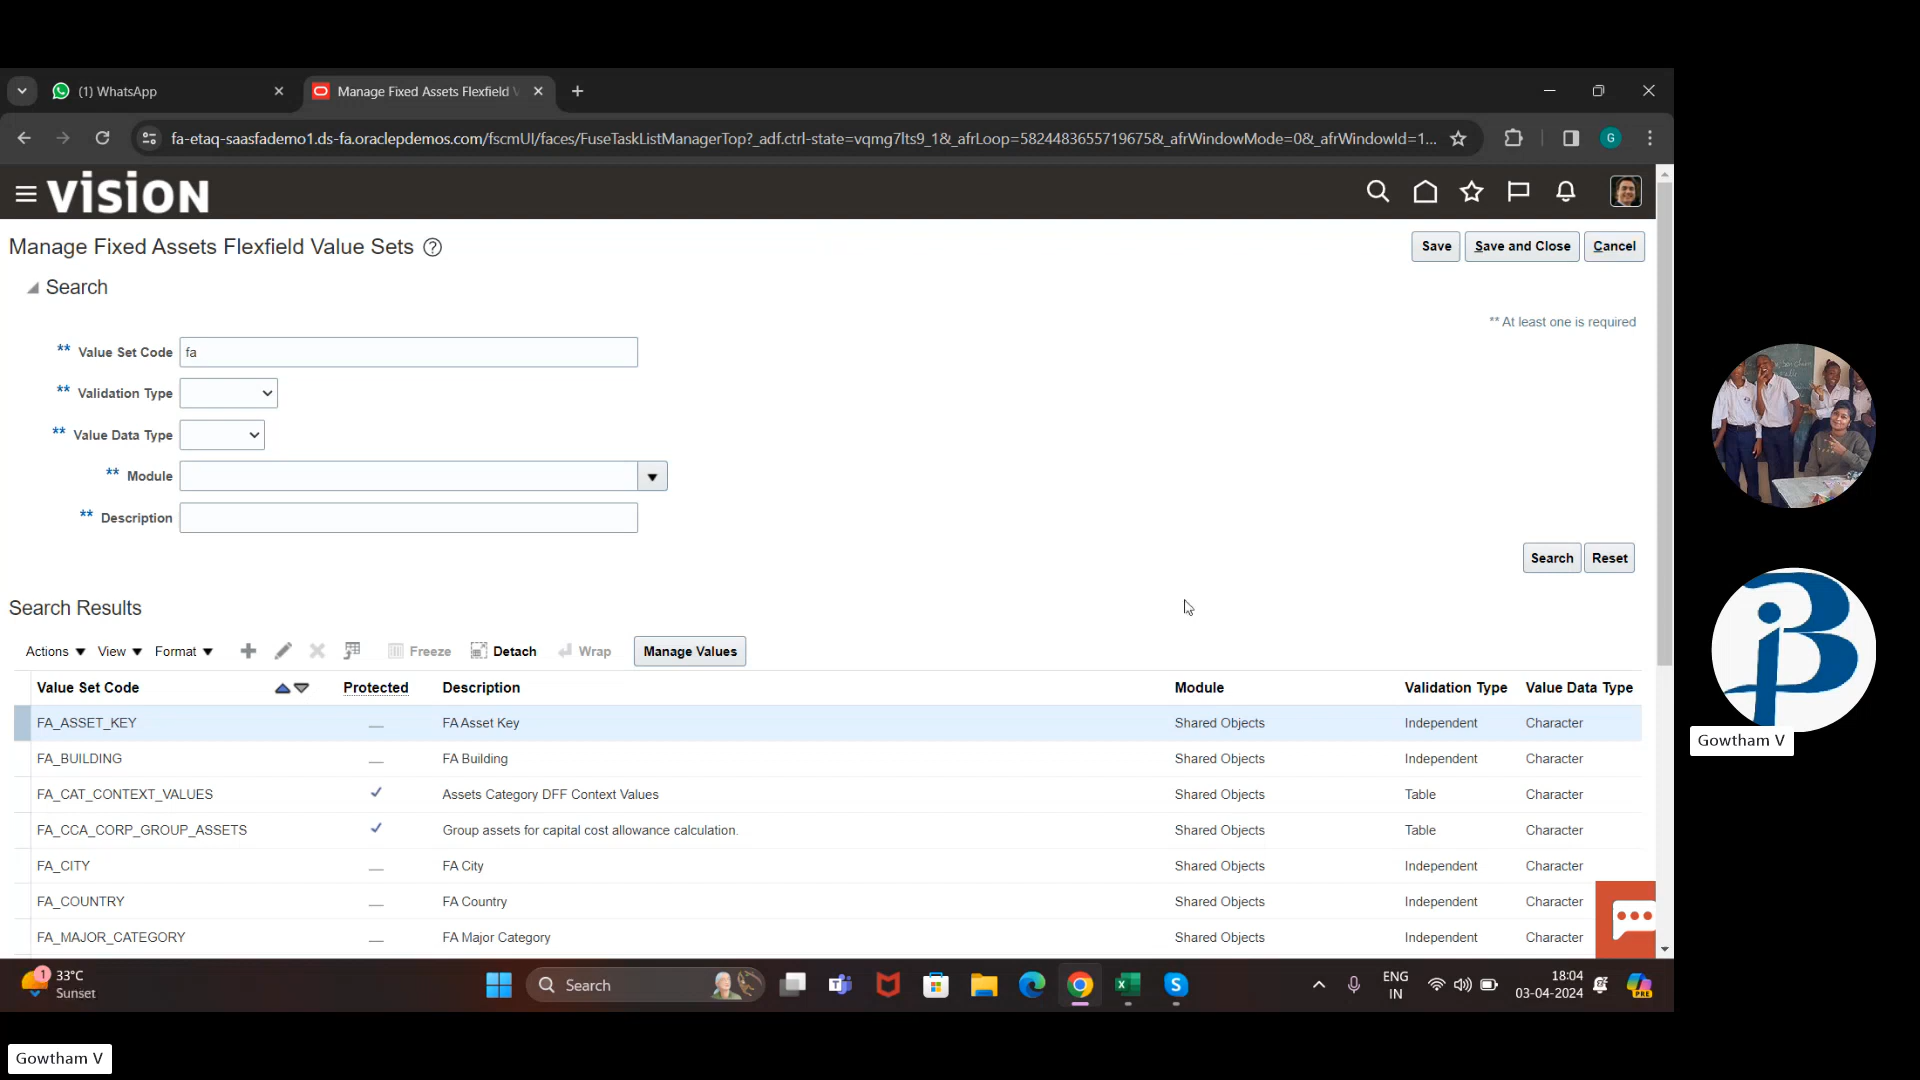 (1) WhatsApp
Manage Fixed Assets Flexfield V
fa-etaq-saasfademo1.ds-fa.oraclepdemos.com/fscmUI/faces/FuseTaskListManagerTop?_adf.ctrl-state=vqmg7lts9_1&_afrLoop=58244836557 19675&_afrWindowMode=0&_afrWindowId=1...
G
vision
Manage Fixed Assets Flexfield Value Sets ?
Save Save and Close Cancel
Search
** At least one is required
** Value Set Code fa
** Validation Type
** Value Data Type
** Module
** Description
Search Reset
Search Results
Actions View Format Freeze Detach Wrap Manage Values
Value Set Code Protected Description Module Validation Type Value Data Type
FA_ASSET_KEY FA Asset Key Shared Objects Independent Character
FA_BUILDING FA Building Shared Objects Independent Character
FA_CAT_CONTEXT_VALUES Assets Category DFF Context Values Shared Objects Table Character
FA_CCA_CORP_GROUP_ASSETS Group assets for capital cost allowance calculation. Shared Objects Table Character
FA_CITY FA City Shared Objects Independent Character
FA_COUNTRY FA Country Shared Objects Independent Character
FA_MAJOR_CATEGORY FA Major Category Shared Objects Independent Character
Gowtham V
1 33°C
Sunset
Search
ENG
IN
18:04
03-04-2024
PRE
Gowtham V